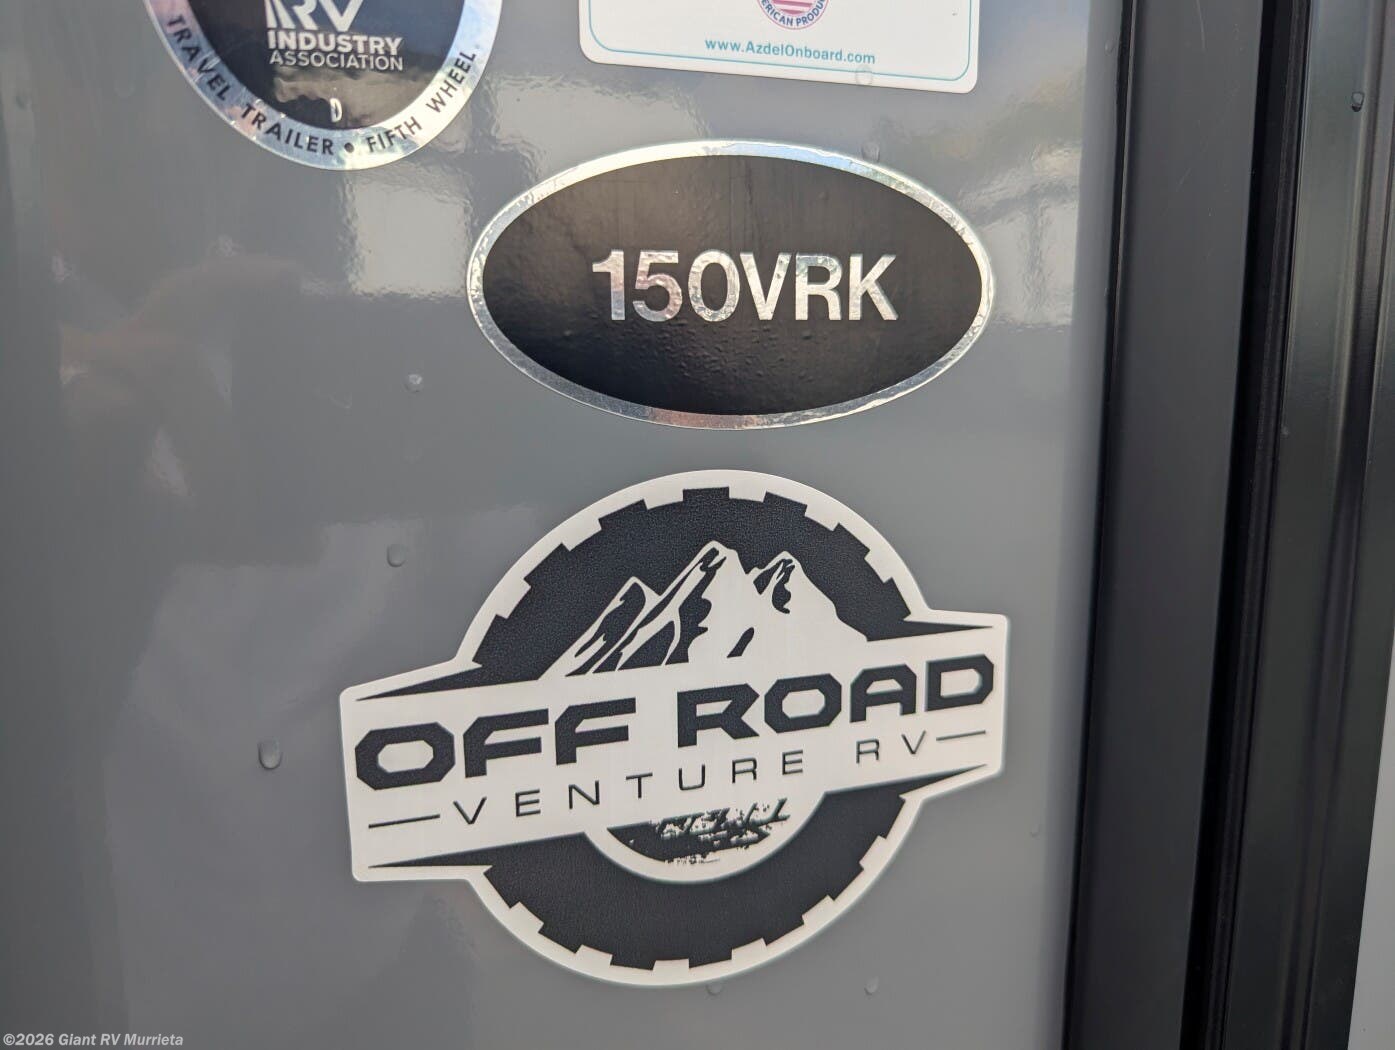 RV
INDUSTRY
ASSOCIATION
D
TRAVEL TRAILER • FIFTH WHEEL
www.AzdelOnboard.com
150VRK
OFF ROAD
VENTURE RV
©2026 Giant RV Murrieta